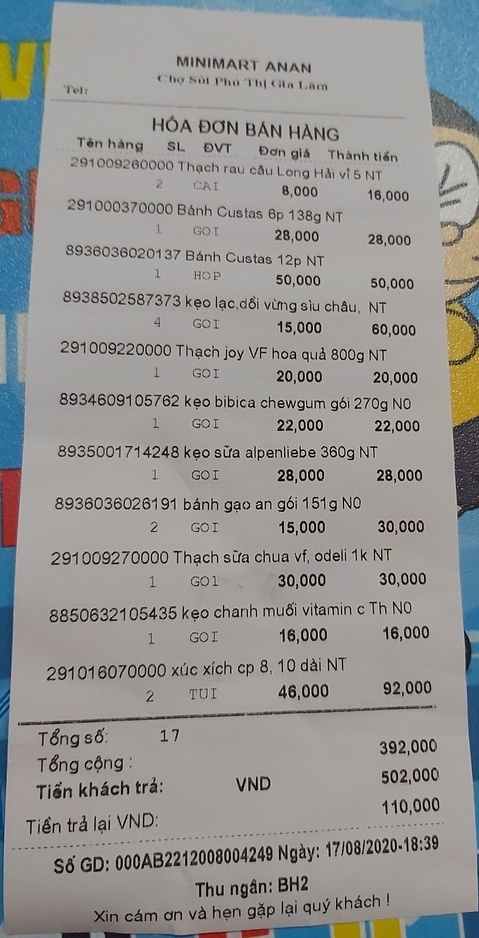 MINIMART ANAN
Chợ Sủi Phú Thị Gia Lâm
Tel:
HÓA ĐƠN BÁN HÀNG
Tên hàng SL ĐVT Đơn giá Thành tiền
291009260000 Thạch rau câu Long Hải vỉ 5 NT
2 CAI 8,000 16,000
291000370000 Bánh Custas 6p 138g NT
1 GOI 28,000 28,000
8936036020137 Bánh Custas 12p NT
1 HOP 50,000 50,000
8938502587373 kẹo lạc,dồi vừng sìu châu, NT
4 GOI 15,000 60,000
291009220000 Thạch joy VF hoa quả 800g NT
1 GOI 20,000 20,000
8934609105762 kẹo bibica chewgum gói 270g N0
1 GOI 22,000 22,000
8935001714248 kẹo sữa alpenliebe 360g NT
1 GOI 28,000 28,000
8936036026191 bánh gạo an gói 151g N0
2 GOI 15,000 30,000
291009270000 Thạch sữa chua vf, odeli 1k NT
1 GO1 30,000 30,000
8850632105435 kẹo chanh muối vitamin c Th N0
1 GOI 16,000 16,000
291016070000 xúc xích cp 8, 10 dài NT
2 TUI 46,000 92,000
Tổng số: 17
Tổng cộng : 392,000
Tiền khách trả: VND 502,000
Tiền trả lại VND: 110,000
Số GD: 000AB2212008004249 Ngày: 17/08/2020-18:39
Thu ngân: BH2
Xin cám ơn và hẹn gặp lại quý khách !